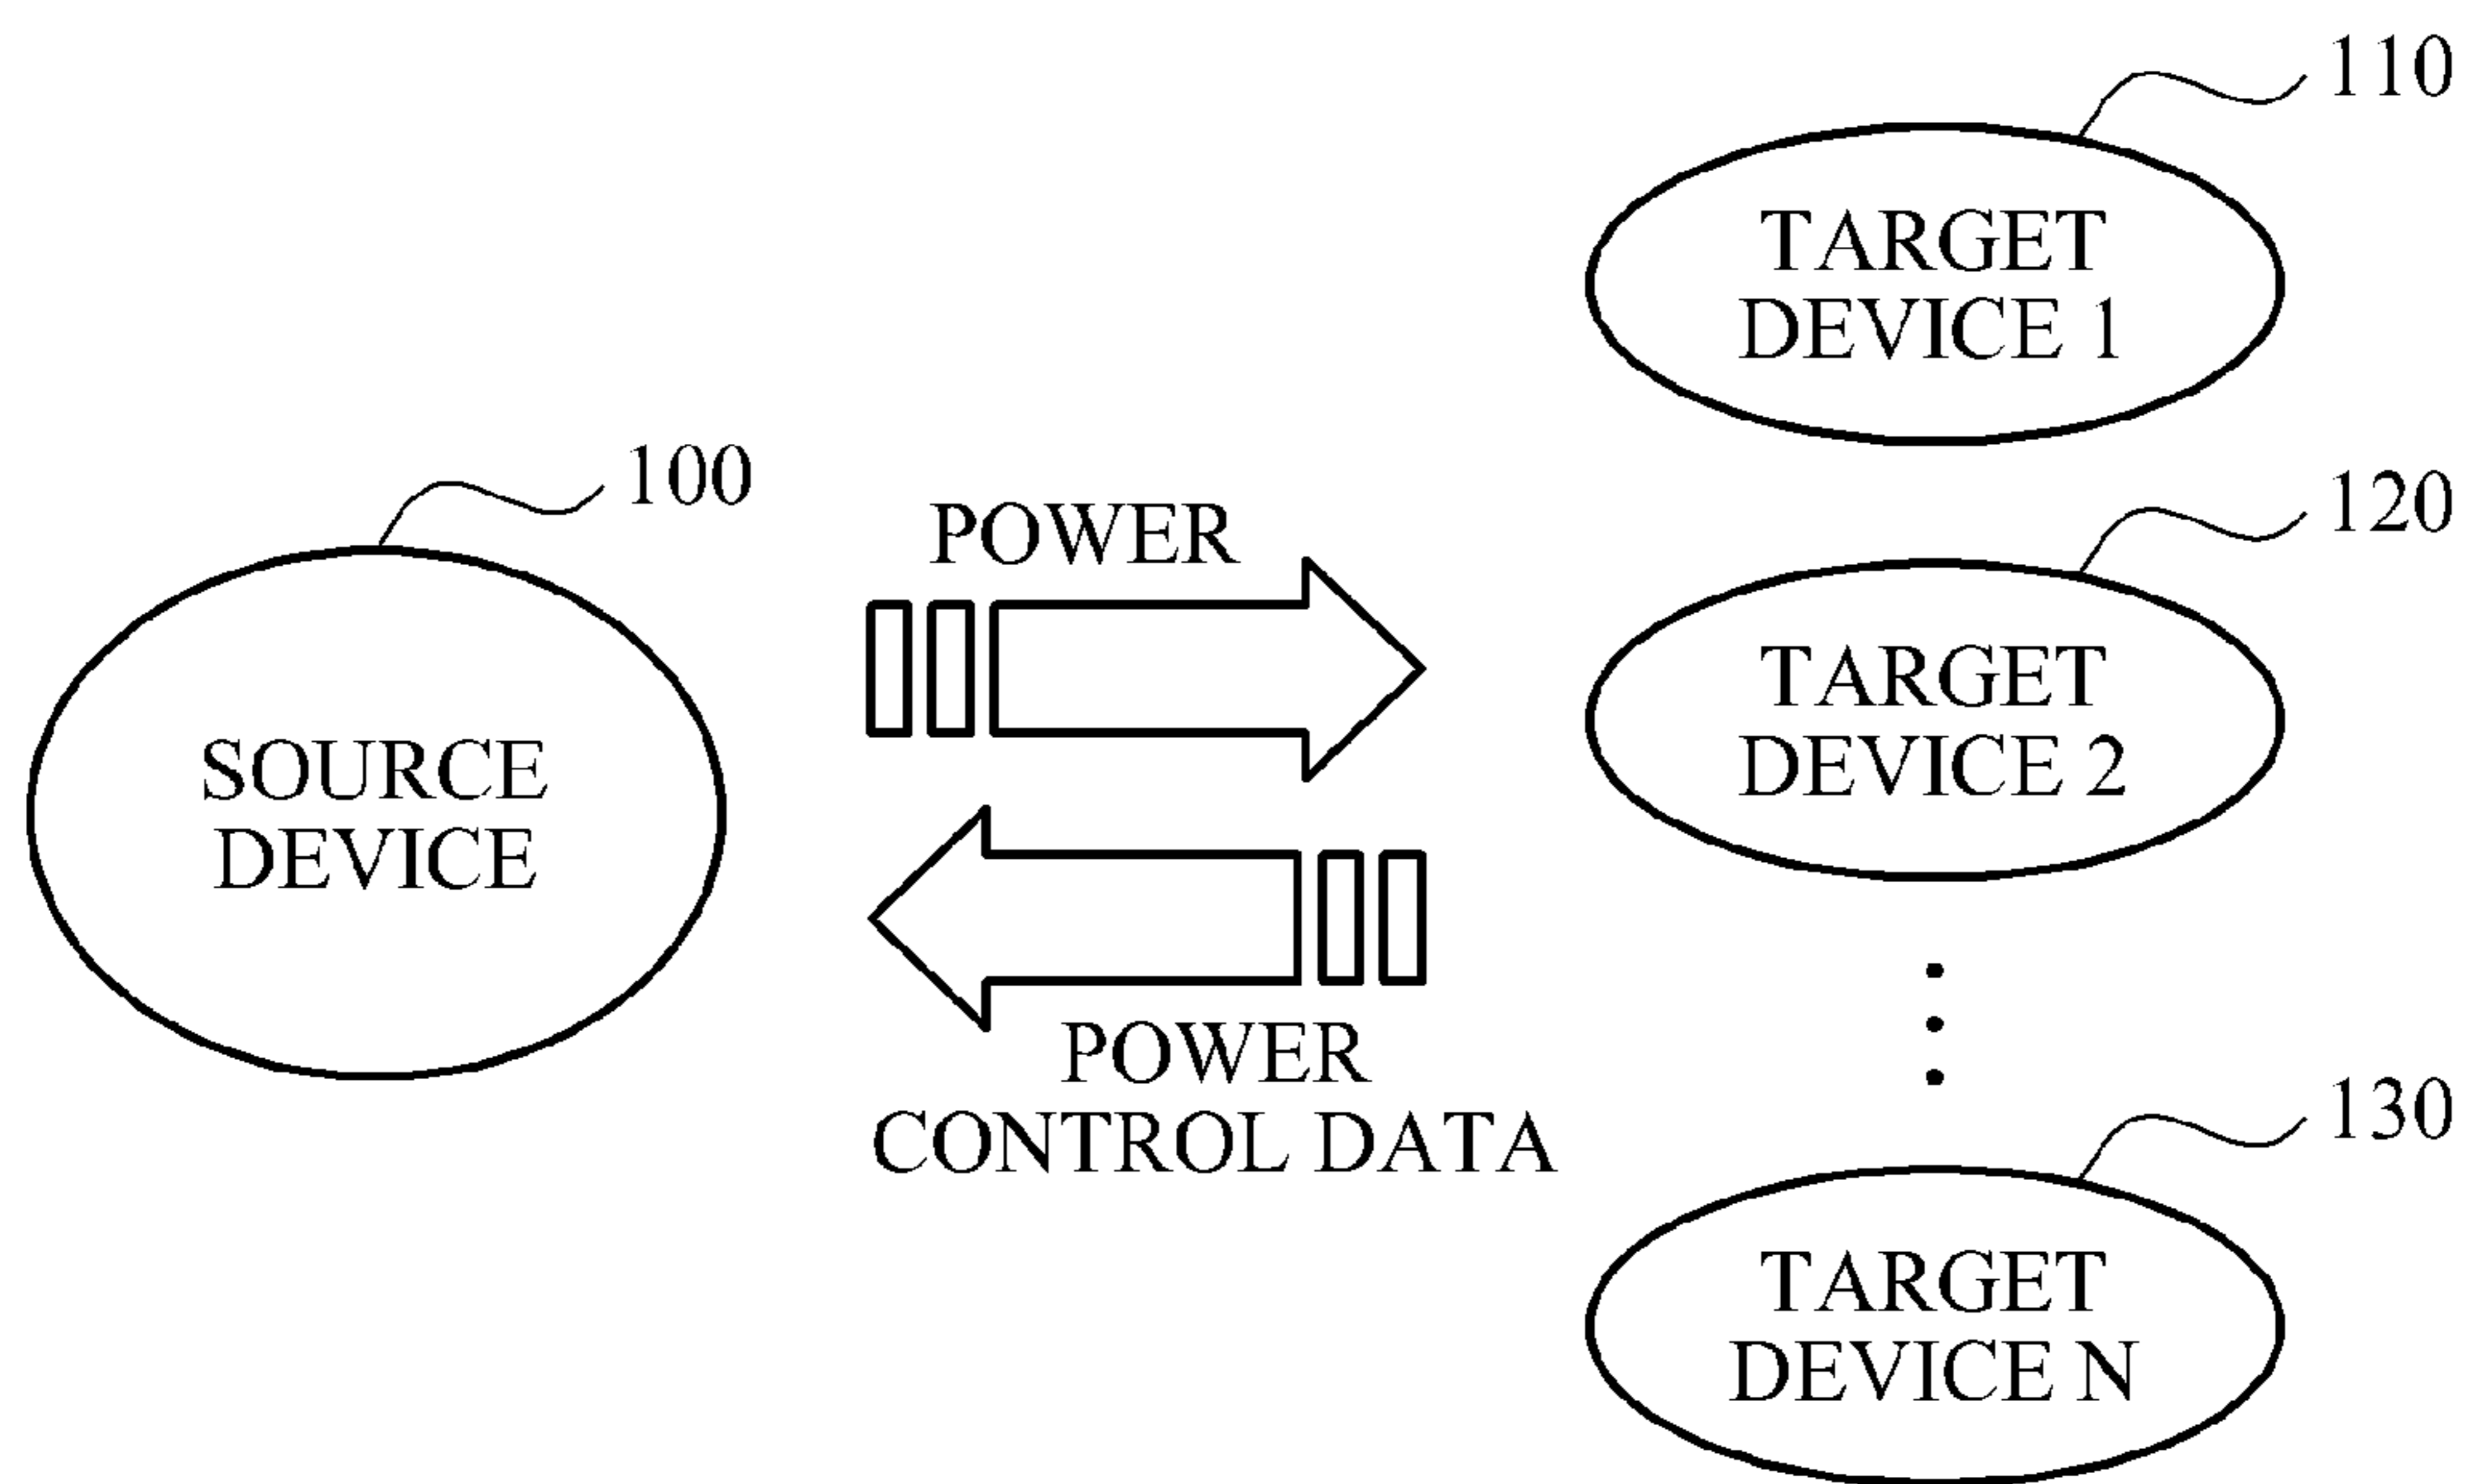 110
TARGET
DEVICE 1
100
POWER
120
TARGET
DEVICE 2
SOURCE
DEVICE
POWER
CONTROL DATA
130
TARGET
DEVICE N